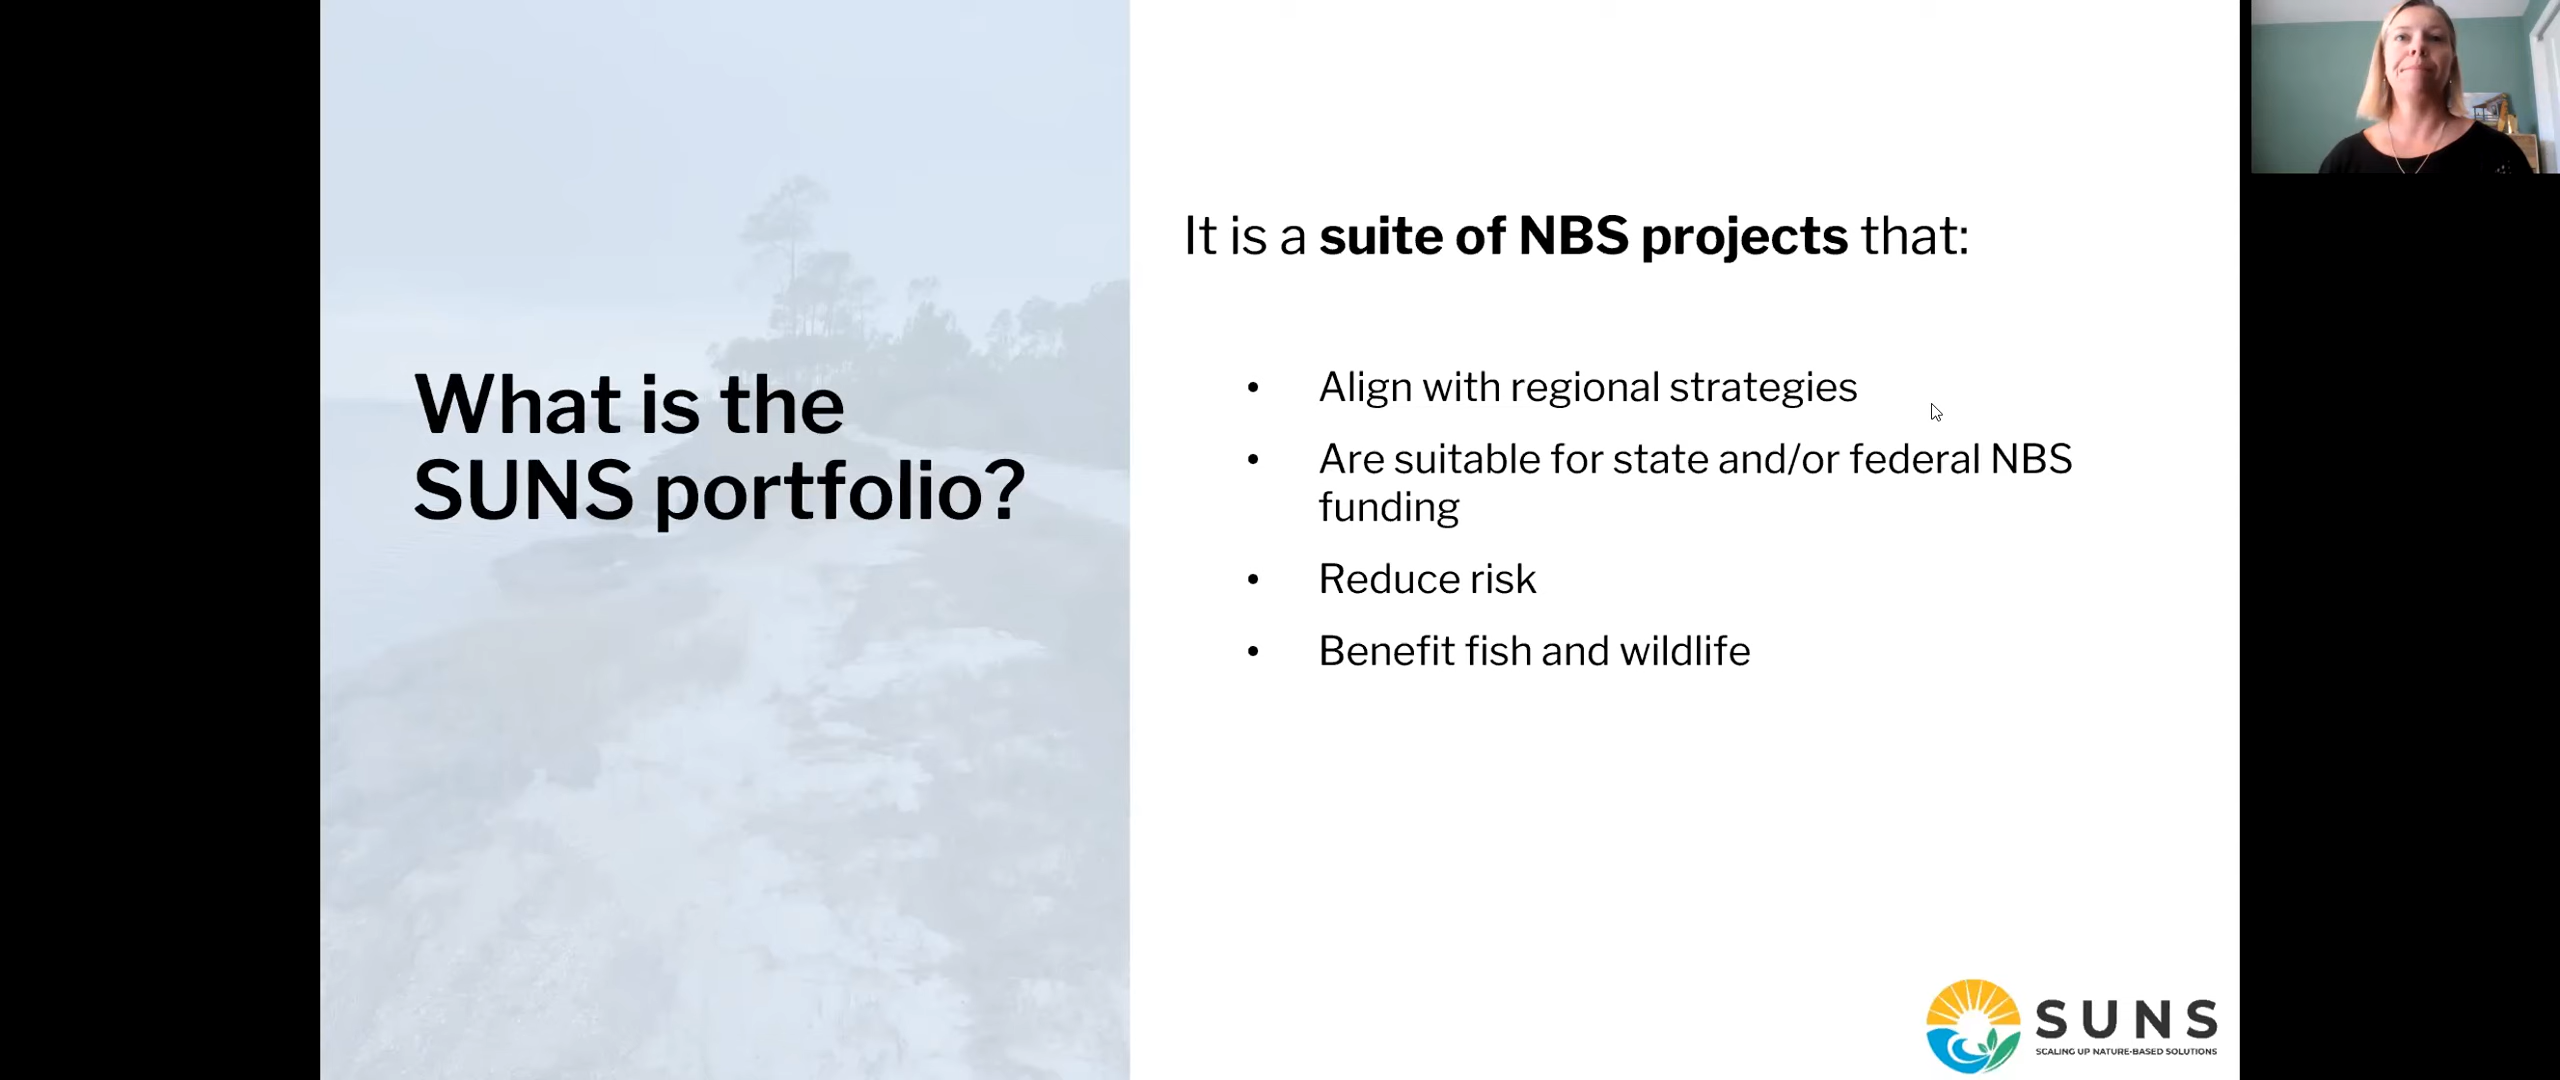 What is the
SUNS portfolio?
It is a suite of NBS projects that:
• Align with regional strategies
• Are suitable for state and/or federal NBS
funding
• Reduce risk
• Benefit fish and wildlife
SUNS
SCALING UP NATURE-BASED SOLUTIONS